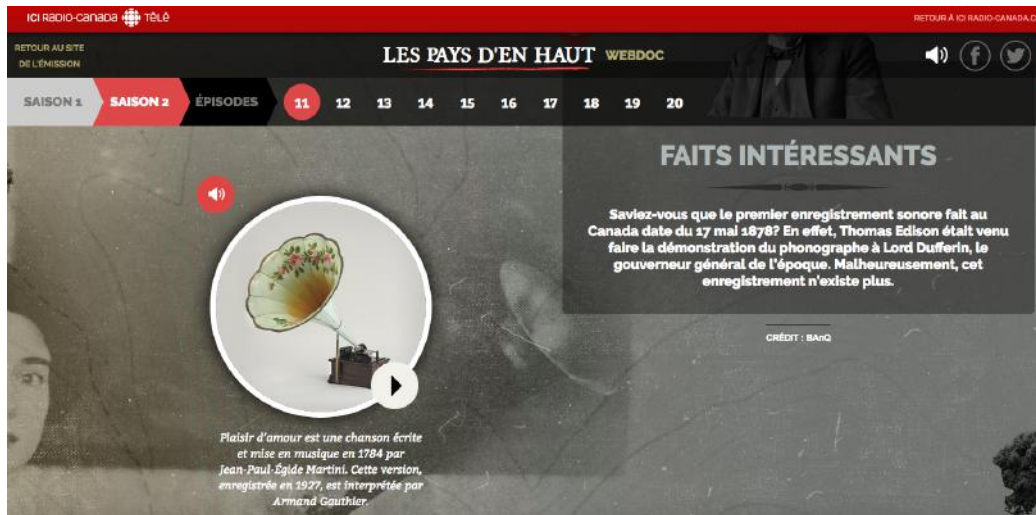 ICI RADIO-CANADA TÉLÉ
RETOUR À ICI RADIO-CANADA.C
RETOUR AU SITE
DE L'ÉMISSION
LES PAYS D'EN HAUT WEBDOC
SAISON 1 SAISON 2 ÉPISODES 11 12 13 14 15 16 17 18 19 20
FAITS INTÉRESSANTS
Saviez-vous que le premier enregistrement sonore fait au
Canada date du 17 mai 1878? En effet, Thomas Edison était venu
faire la démonstration du phonographe à Lord Dufferin, le
gouverneur général de l'époque. Malheureusement, cet
enregistrement n'existe plus.
CRÉDIT : BAnQ
Plaisir d'amour est une chanson écrite
et mise en musique en 1784 par
Jean-Paul-Égide Martini. Cette version,
enregistrée en 1927, est interprétée par
Armand Gauthier.